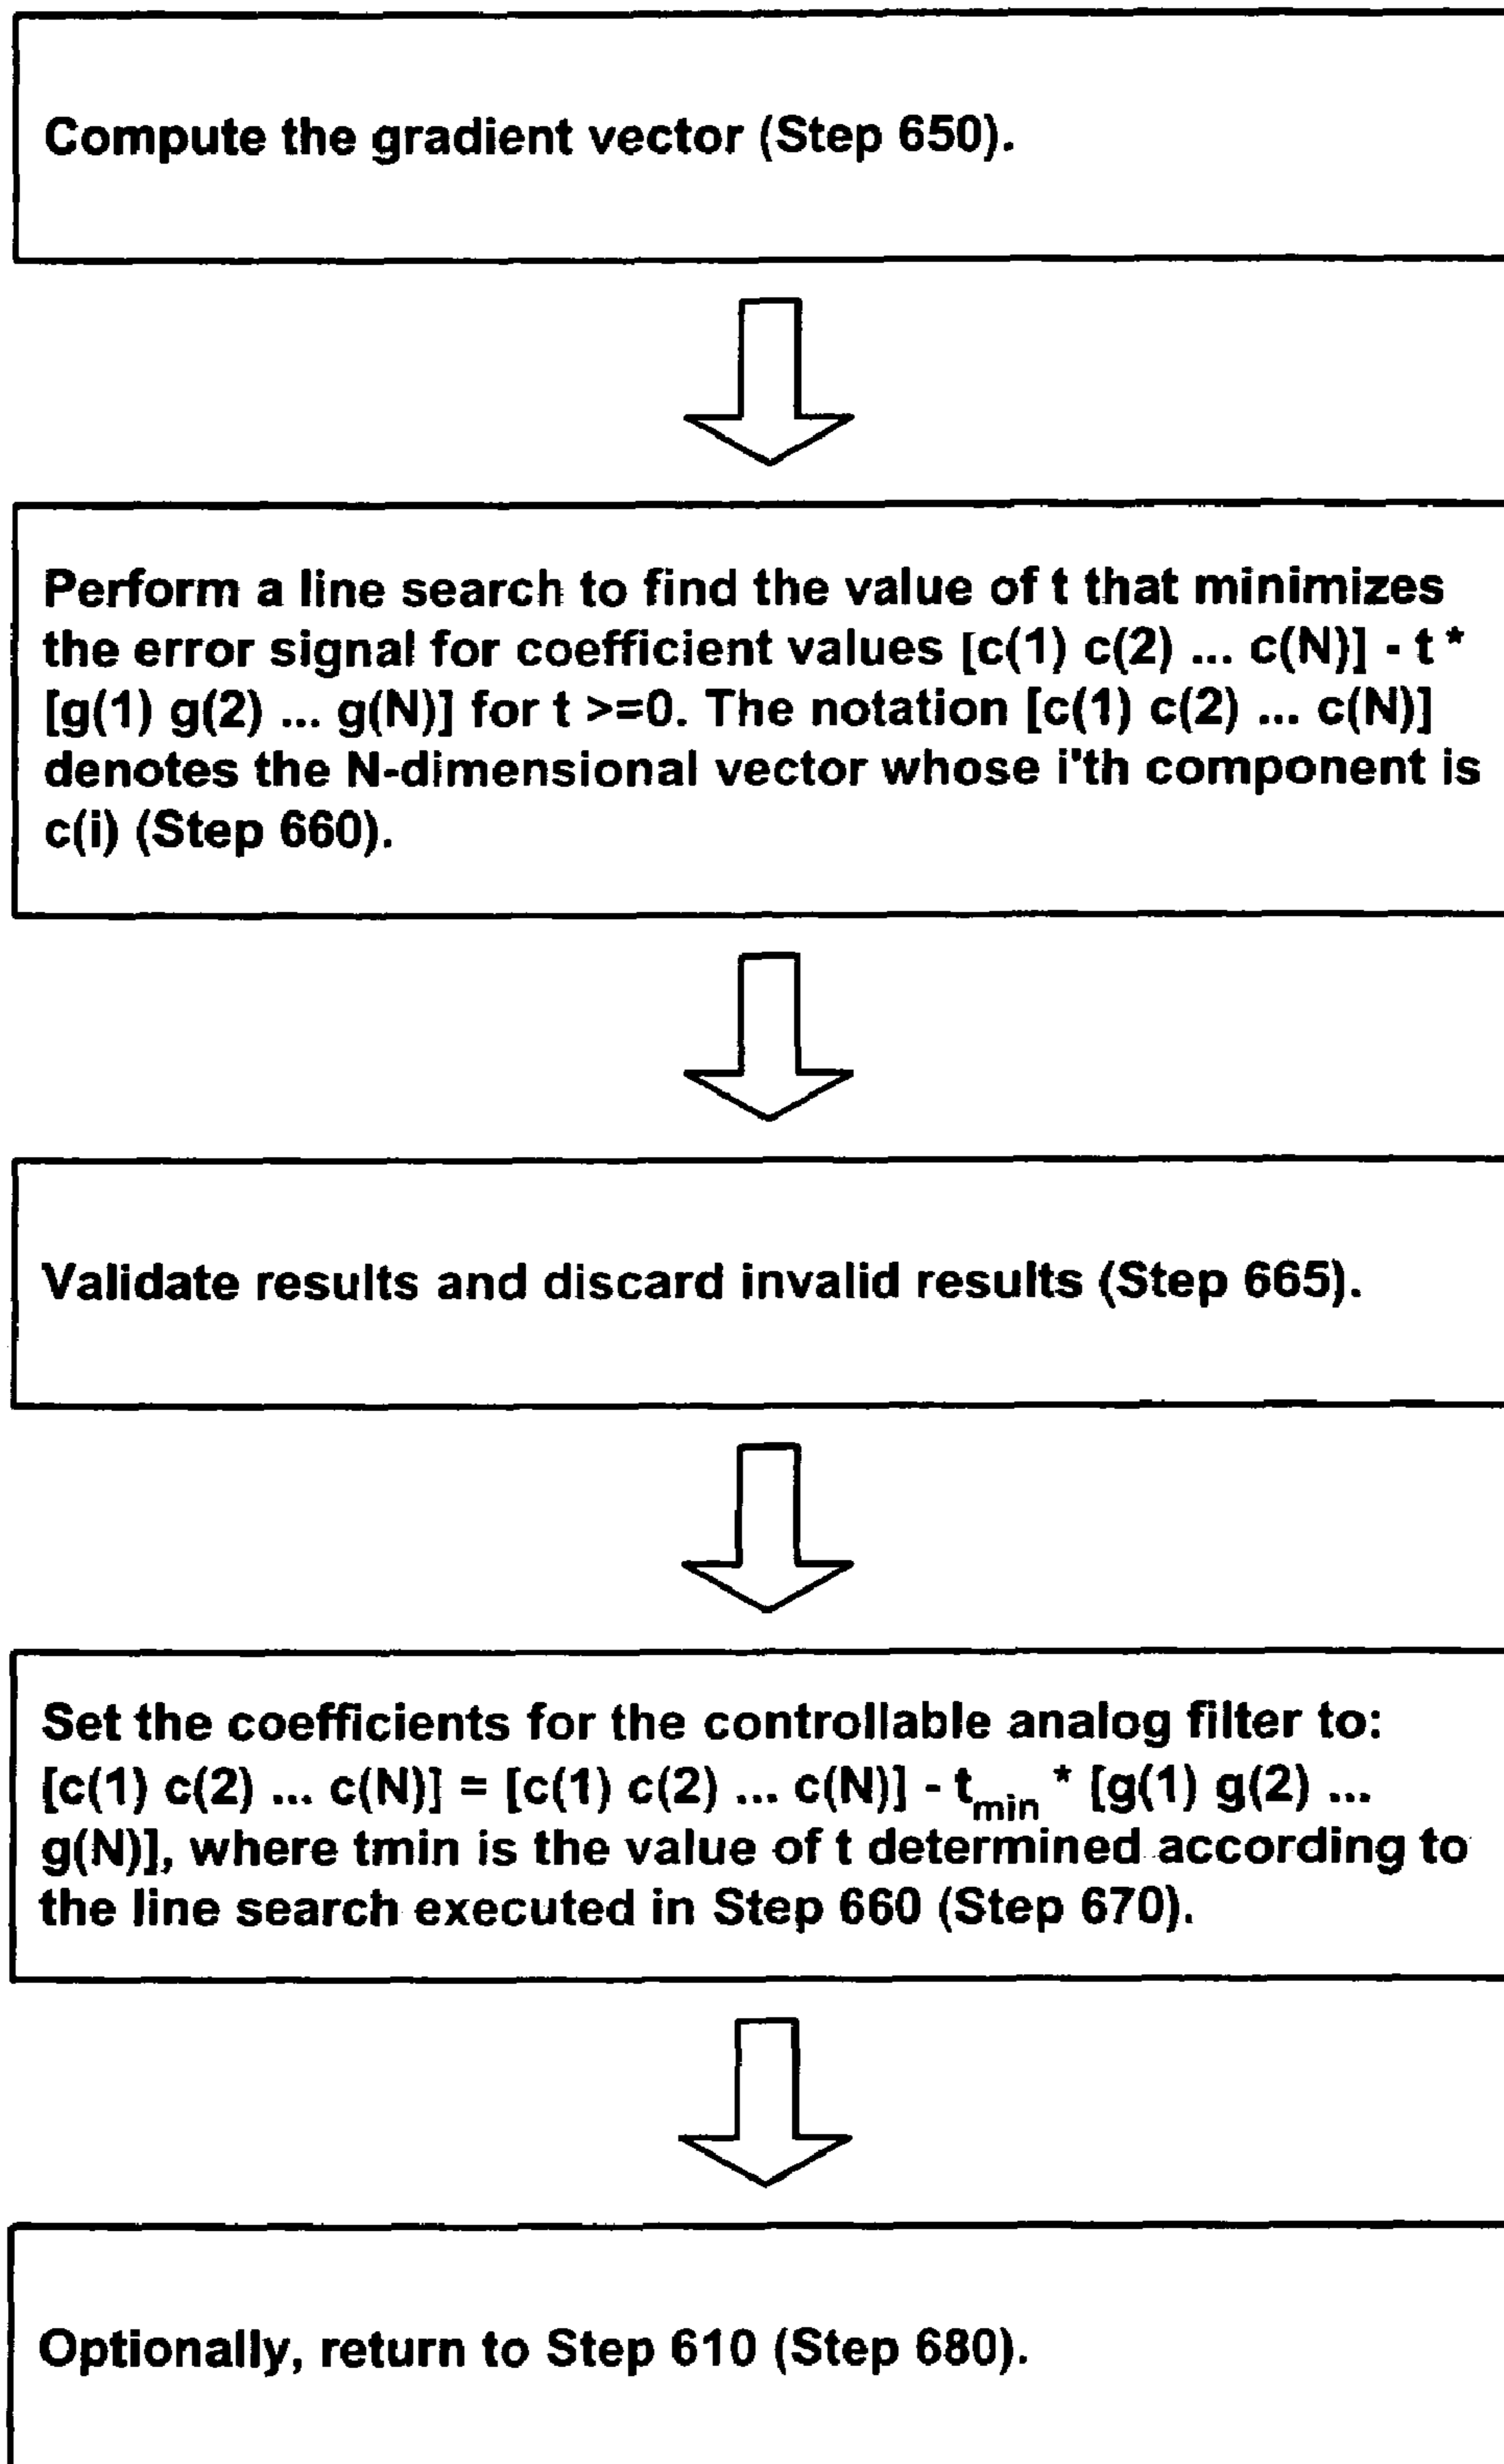 Compute the gradient vector (Step 650).
Perform a line search to find the value of t that minimizes
the error signal for coefficient values [c(1) c(2) ... c(N)] - t *
[g(1) g(2) ... g(N)] for t >=0. The notation [c(1) c(2) ... c(N)]
denotes the N-dimensional vector whose i'th component is
c(i) (Step 660).
Validate results and discard invalid results (Step 665).
Set the coefficients for the controllable analog filter to:
[c(1) c(2) ... c(N)] = [c(1) c(2) ... c(N)] - tmin * [g(1) g(2) ...
g(N)], where tmin is the value of t determined according to
the line search executed in Step 660 (Step 670).
Optionally, return to Step 610 (Step 680).